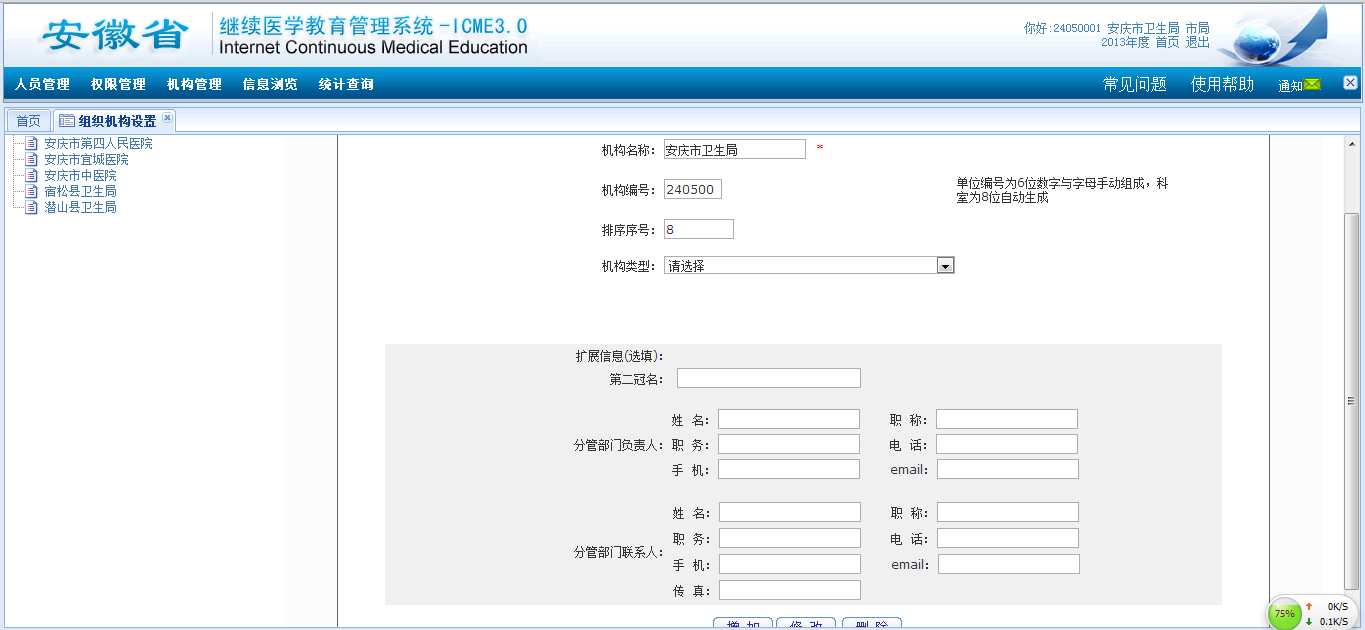 安徽省
继续医学教育管理系统-ICME3.0
Internet Continuous Medical Education
你好:24050001 安庆市卫生局 市局
2013年度 首页 退出
人员管理 权限管理 机构管理 信息浏览 统计查询 常见问题 使用帮助 通知
首页 组织机构设置
安庆市第四人民医院
安庆市宜城医院
安庆市中医院
宿松县卫生局
潜山县卫生局
机构名称: 安庆市卫生局 *
机构编号: 240500
单位编号为6位数字与字母手动组成，科
室为8位自动生成
排序序号: 8
机构类型: 请选择
扩展信息(选填):
第二冠名:
姓 名: 职 称:
分管部门负责人: 职 务: 电 话:
手 机: email:
姓 名: 职 称:
职 务: 电 话:
分管部门联系人:
手 机: email:
传 真:
增 加 修 改 删 除
75%
0K/S
0.1K/S